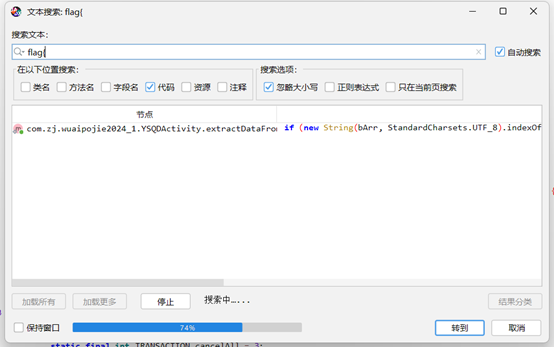 文本搜索: flag{
搜索文本:
flag{
自动搜索
在以下位置搜索:
类名 方法名 字段名 代码 资源 注释
搜索选项:
忽略大小写 正则表达式 只在当前页搜索
节点
com.zj.wuaipojie2024_1.YSQDActivity.extractDataFrom if (new String(bArr, StandardCharsets.UTF_8).indexOf
加载所有 加载更多 停止 搜索中…... 结果分类
保持窗口 74% 转到 取消
static final int TRANSACTION_cancelAll = 3;